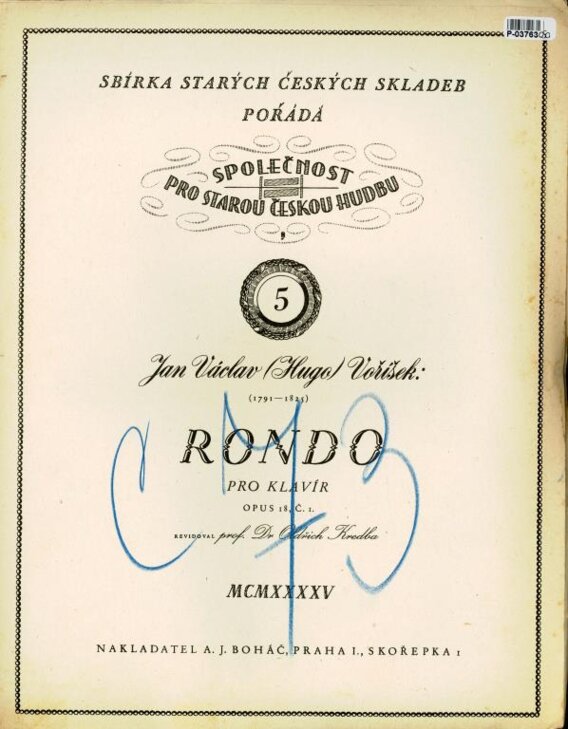 P-03763
SBÍRKA STARÝCH ČESKÝCH SKLADEB
POŘÁDÁ
SPOLEČNOST
PRO STAROU ČESKOU HUDBU
5
Jan Václav (Hugo) Voříšek:
(1791—1825)
RONDO
PRO KLAVÍR
OPUS 18, Č. 1.
REVIDOVAL prof. Dr Oldřich Kredba
MCMXXXXV
NAKLADATEL A. J. BOHÁČ, PRAHA I., SKOŘEPKA 1